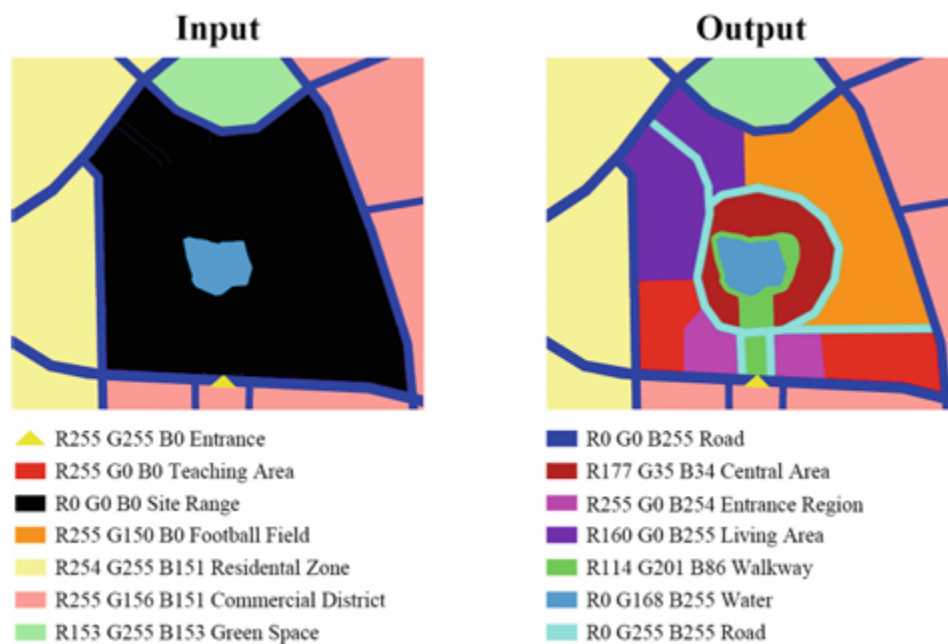 Input
Output
R255 G255 B0 Entrance
R255 G0 B0 Teaching Area
R0 G0 B0 Site Range
R255 G150 B0 Football Field
R254 G255 B151 Residental Zone
R255 G156 B151 Commercial District
R153 G255 B153 Green Space
R0 G0 B255 Road
R177 G35 B34 Central Area
R255 G0 B254 Entrance Region
R160 G0 B255 Living Area
R114 G201 B86 Walkway
R0 G168 B255 Water
R0 G255 B255 Road